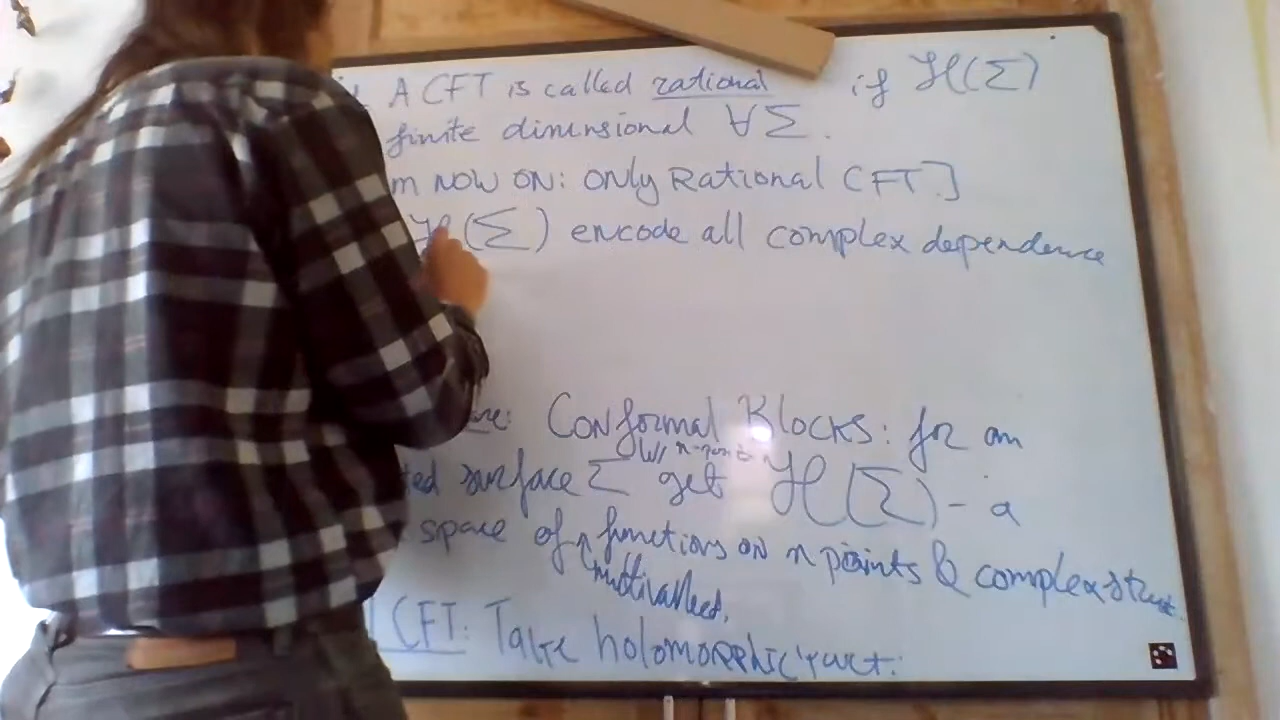 A CFT is called rational if ℋ(Σ)
finite dimensional ∀Σ.
m NOW ON: ONLY Rational CFT.]
ℋ(Σ) encode all complex dependence
Conformal Blocks: for an
w/ n-points
ted surface Σ get ℋ(Σ) - a
space of functions on n points & complex struct
multivalued.
CFT: Take holomorphic part: